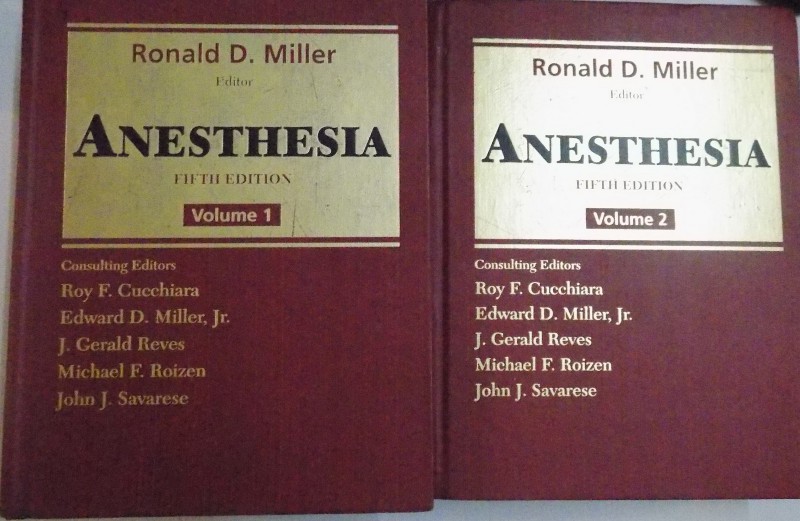 Ronald D. Miller
Editor
ANESTHESIA
FIFTH EDITION
Volume 1
Consulting Editors
Roy F. Cucchiara
Edward D. Miller, Jr.
J. Gerald Reves
Michael F. Roizen
John J. Savarese
Ronald D. Miller
Editor
ANESTHESIA
FIFTH EDITION
Volume 2
Consulting Editors
Roy F. Cucchiara
Edward D. Miller, Jr.
J. Gerald Reves
Michael F. Roizen
John J. Savarese